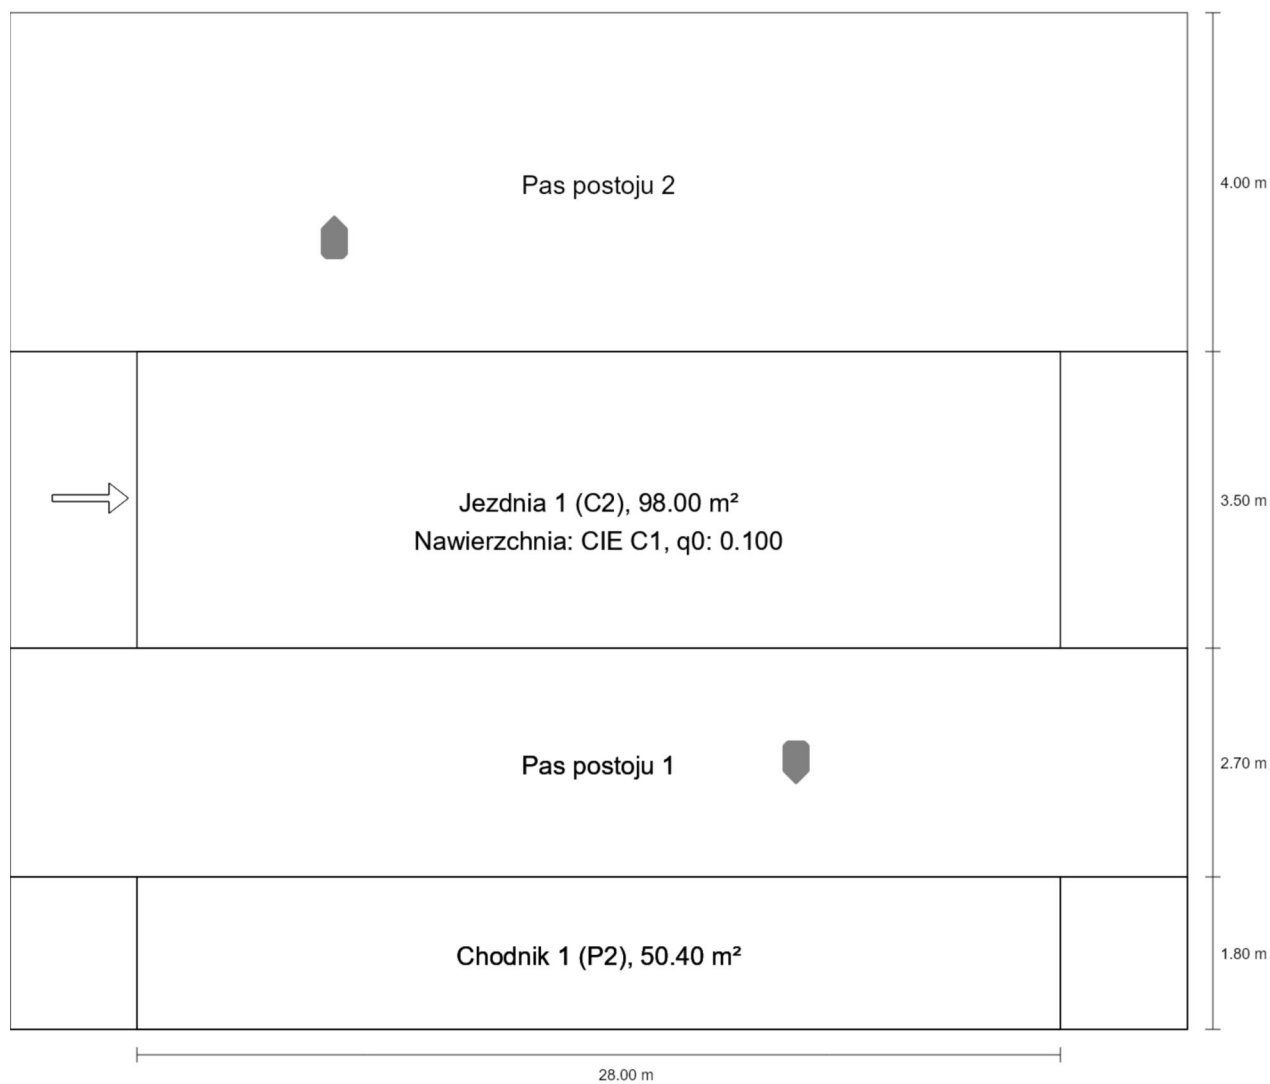 Pas postoju 2
4.00 m
Jezdnia 1 (C2), 98.00 m²
Nawierzchnia: CIE C1, q0: 0.100
3.50 m
Pas postoju 1
2.70 m
Chodnik 1 (P2), 50.40 m²
1.80 m
28.00 m